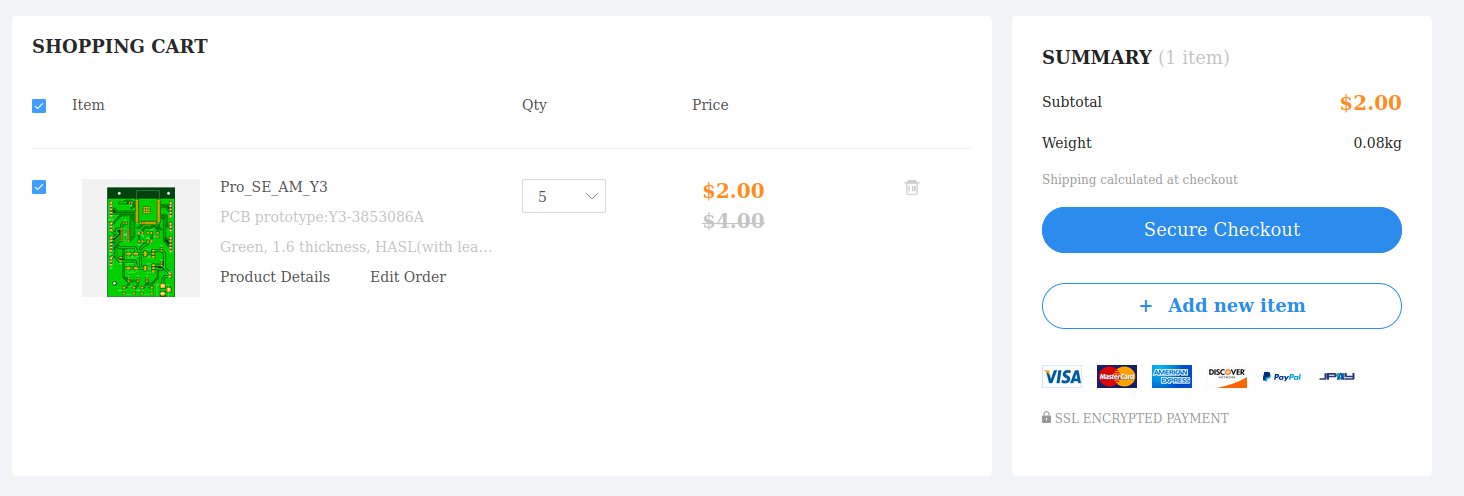 SHOPPING CART
Item Qty Price
Pro_SE_AM_Y3
PCB prototype:Y3-3853086A
Green, 1.6 thickness, HASL(with lea...
Product Details Edit Order
5
$2.00
$4.00
SUMMARY (1 item)
Subtotal $2.00
Weight 0.08kg
Shipping calculated at checkout
Secure Checkout
+ Add new item
VISA MasterCard AMERICAN EXPRESS DISCOVER NETWORK PayPal JPAY
SSL ENCRYPTED PAYMENT